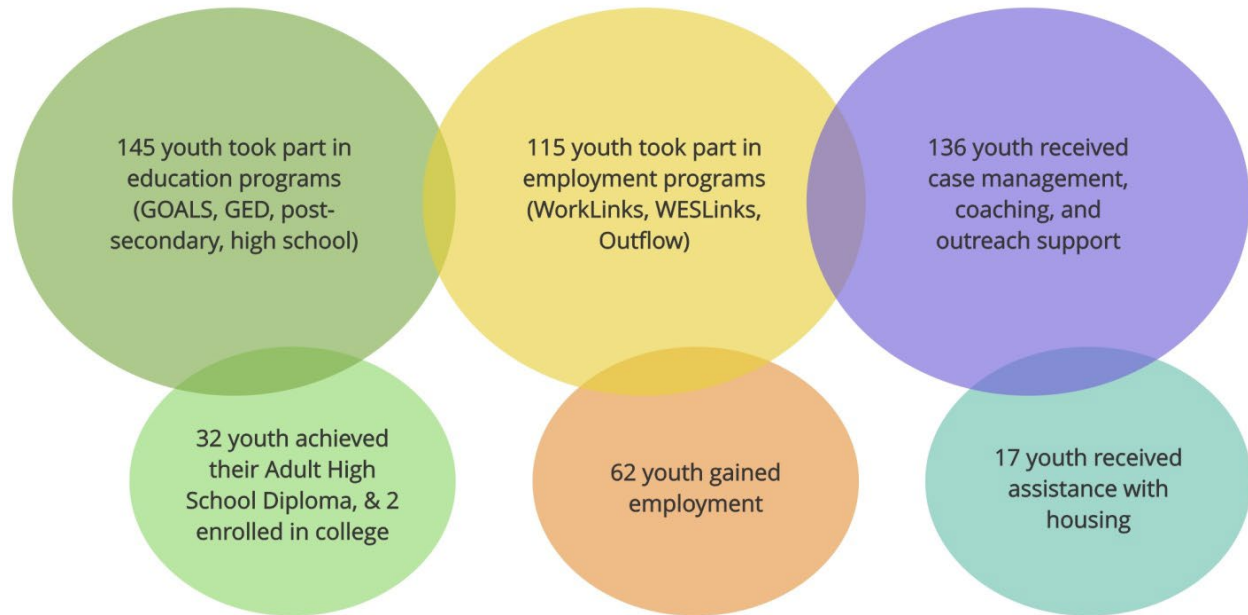 145 youth took part in
education programs
(GOALS, GED, post-
secondary, high school)
115 youth took part in
employment programs
(WorkLinks, WESLinks,
Outflow)
136 youth received
case management,
coaching, and
outreach support
32 youth achieved
their Adult High
School Diploma, & 2
enrolled in college
62 youth gained
employment
17 youth received
assistance with
housing